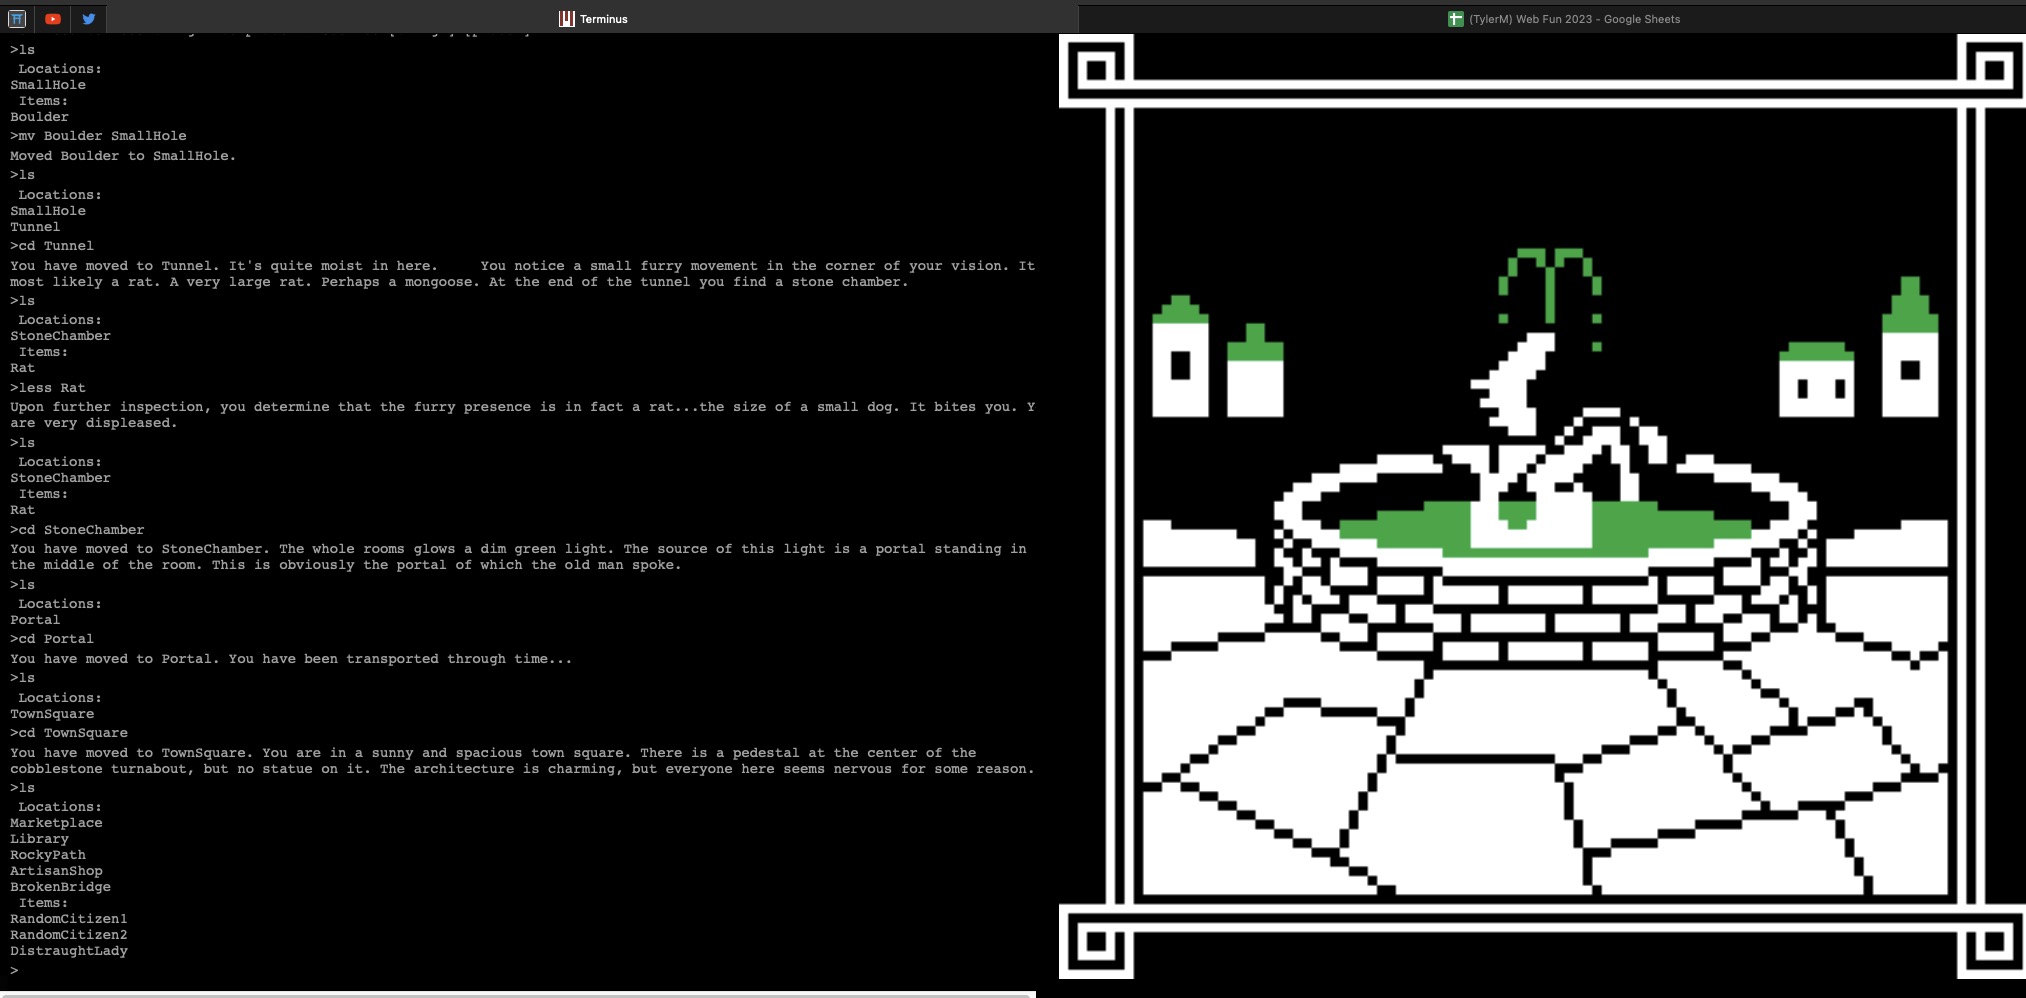 Terminus
(TylerM) Web Fun 2023 - Google Sheets
>ls
Locations:
SmallHole
Items:
Boulder
>mv Boulder SmallHole
Moved Boulder to SmallHole.
>ls
Locations:
SmallHole
Tunnel
>cd Tunnel
You have moved to Tunnel. It's quite moist in here. You notice a small furry movement in the corner of your vision. It
most likely a rat. A very large rat. Perhaps a mongoose. At the end of the tunnel you find a stone chamber.
>ls
Locations:
StoneChamber
Items:
Rat
>less Rat
Upon further inspection, you determine that the furry presence is in fact a rat...the size of a small dog. It bites you. Y
are very displeased.
>ls
Locations:
StoneChamber
Items:
Rat
>cd StoneChamber
You have moved to StoneChamber. The whole rooms glows a dim green light. The source of this light is a portal standing in
the middle of the room. This is obviously the portal of which the old man spoke.
>ls
Locations:
Portal
>cd Portal
You have moved to Portal. You have been transported through time...
>ls
Locations:
TownSquare
>cd TownSquare
You have moved to TownSquare. You are in a sunny and spacious town square. There is a pedestal at the center of the
cobblestone turnabout, but no statue on it. The architecture is charming, but everyone here seems nervous for some reason.
>ls
Locations:
Marketplace
Library
RockyPath
ArtisanShop
BrokenBridge
Items:
RandomCitizen1
RandomCitizen2
DistraughtLady
>